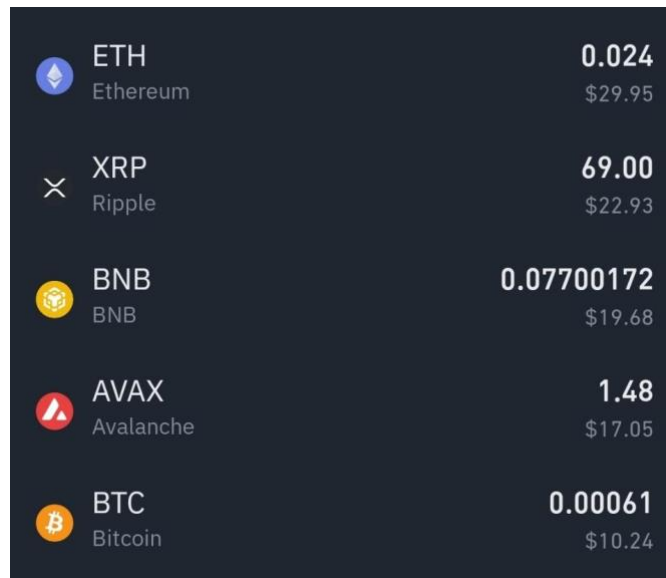 ETH 0.024
Ethereum $29.95
XRP 69.00
Ripple $22.93
BNB 0.07700172
BNB $19.68
AVAX 1.48
Avalanche $17.05
BTC 0.00061
Bitcoin $10.24